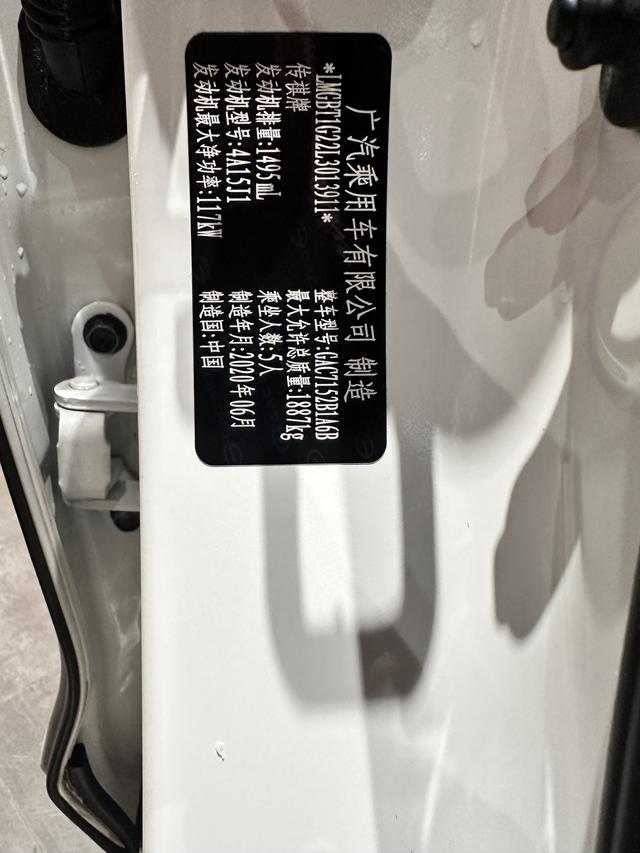 广汽乘用车有限公司 制造
*LMGBT1G22L3013911*
整车型号:GAC7152B1A6B
传祺牌
最大允许总质量:1887kg
发动机排量:1495mL
乘坐人数:5人
发动机型号:4A15J1
制造年月:2020年06月
发动机最大净功率:117kW
制造国:中国